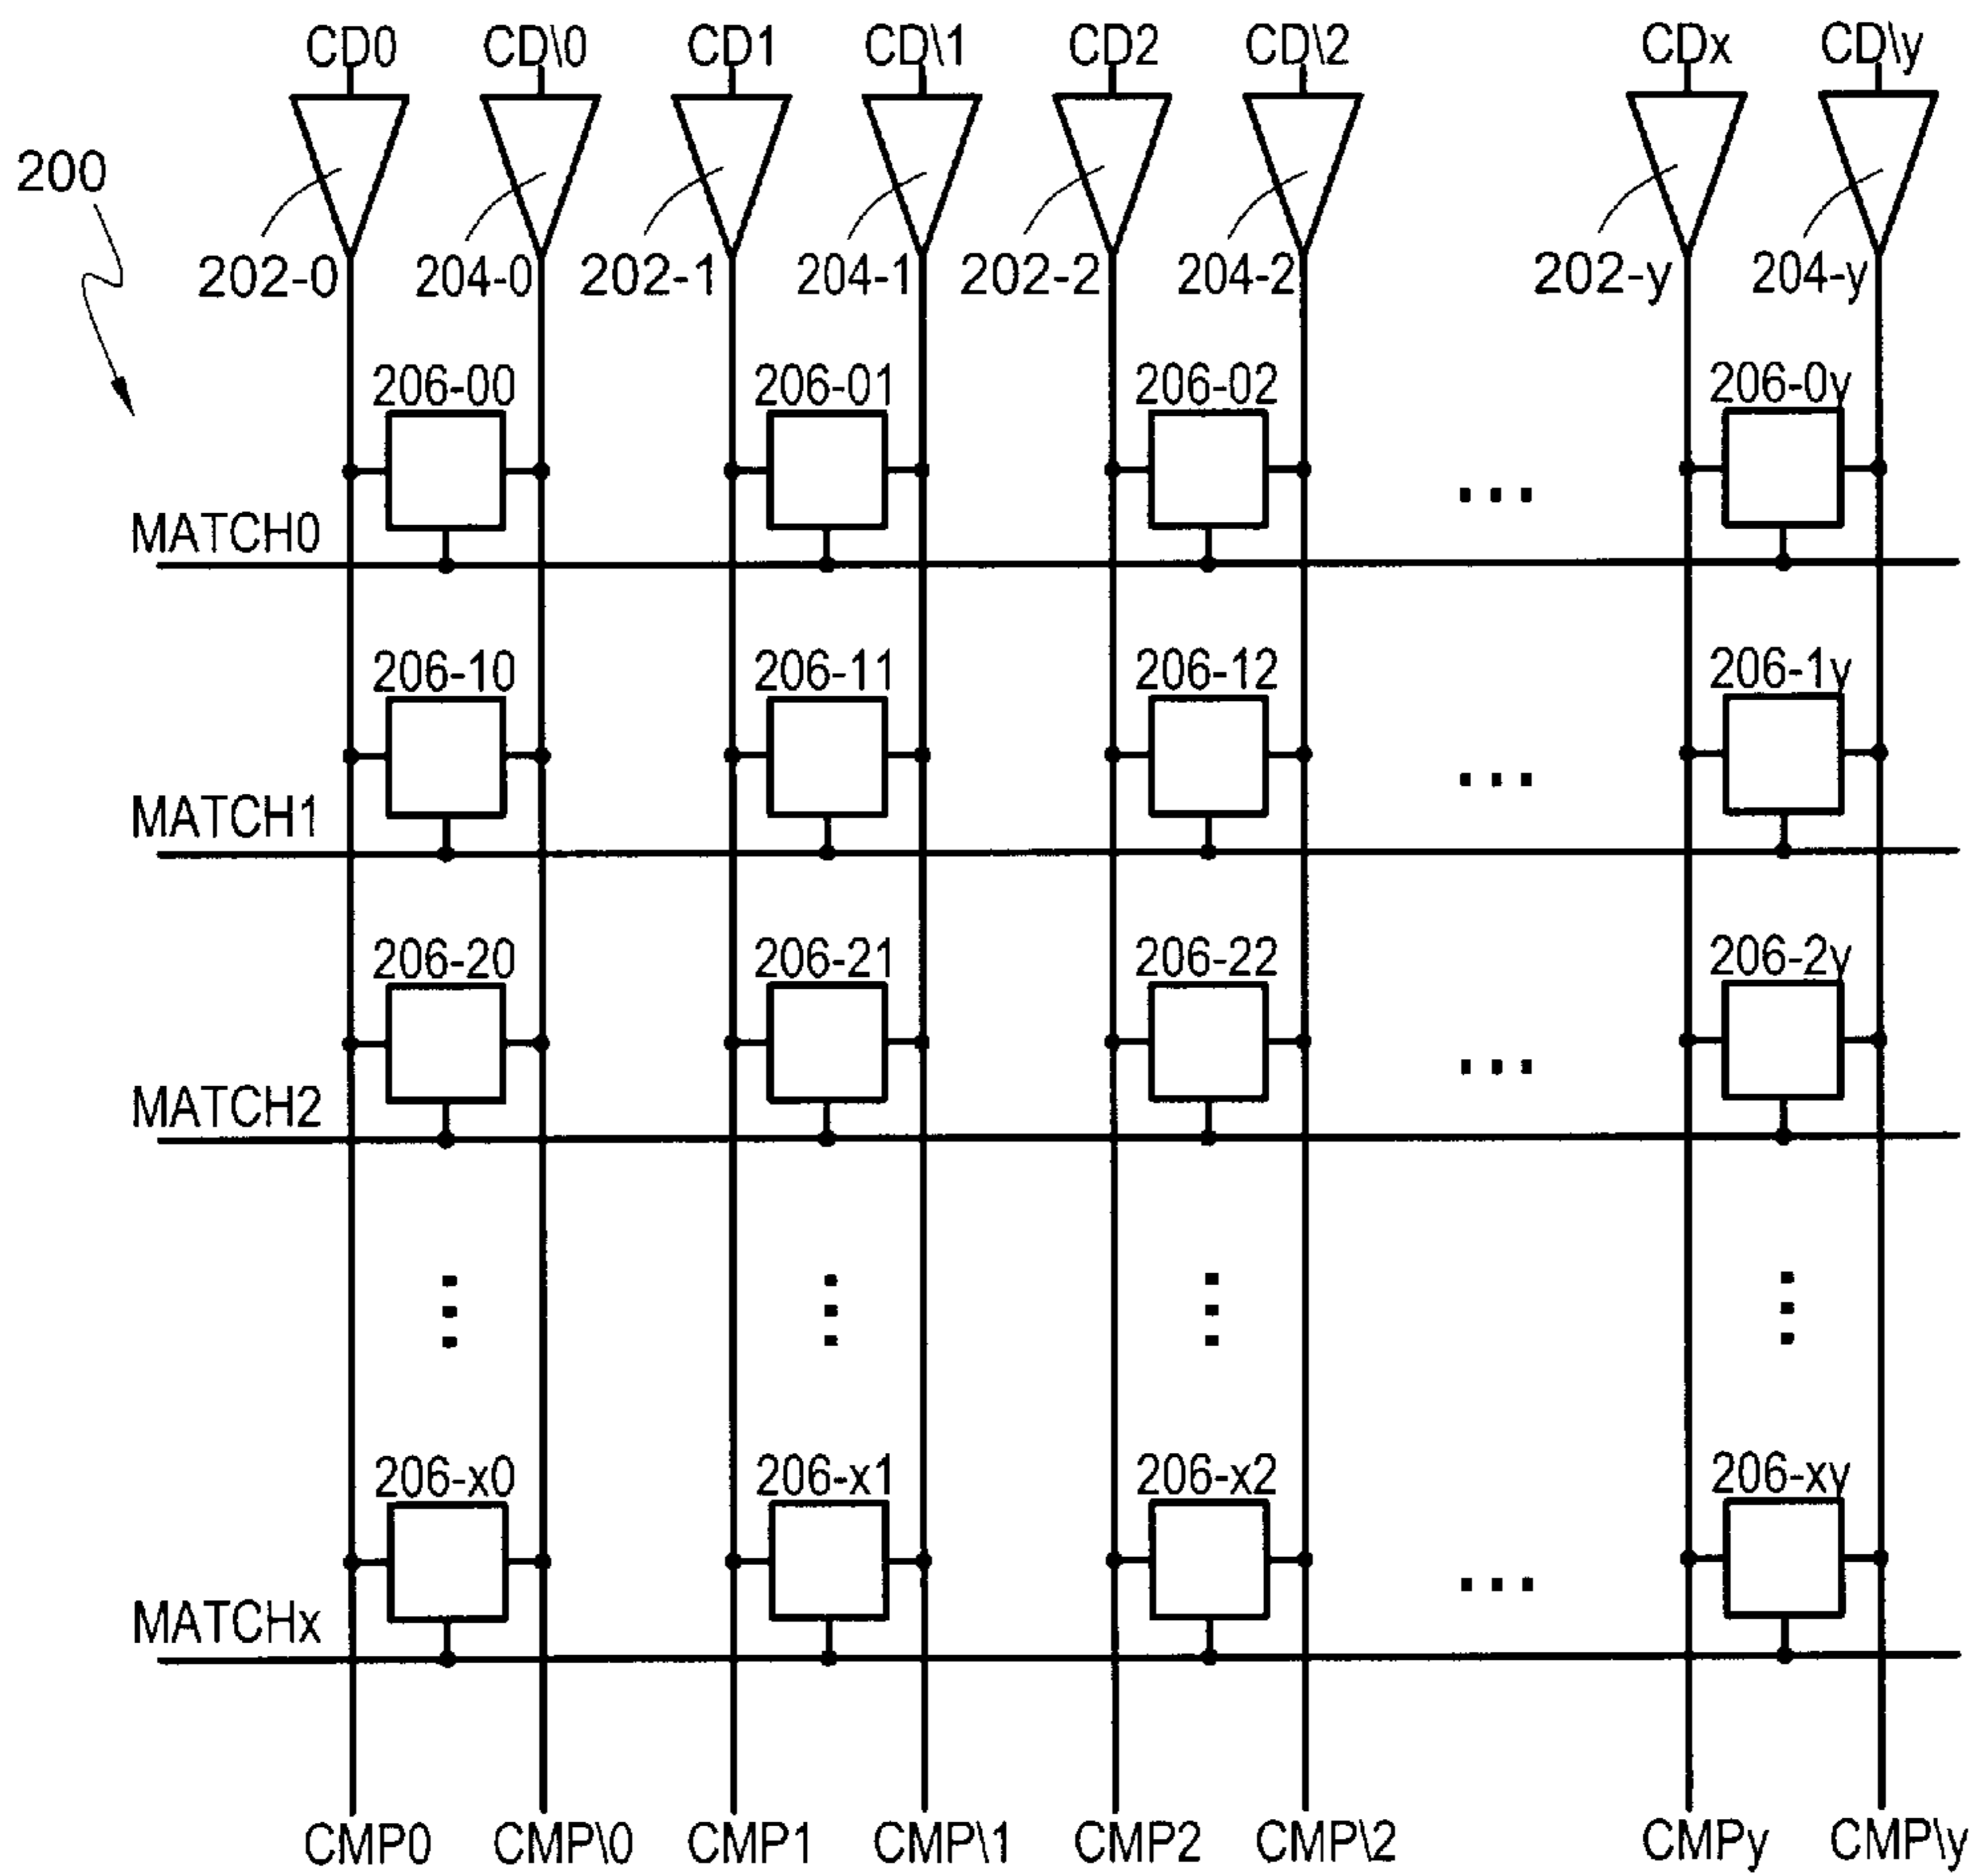 CD0 CD\0 CD1 CD\1 CD2 CD\2 CDx CD\y
200
202-0 204-0 202-1 204-1 202-2 204-2 202-y 204-y
206-00 206-01 206-02 206-0y
MATCH0
206-10 206-11 206-12 206-1y
MATCH1
206-20 206-21 206-22 206-2y
MATCH2
206-x0 206-x1 206-x2 206-xy
MATCHx
CMP0 CMP\0 CMP1 CMP\1 CMP2 CMP\2 CMPy CMP\y